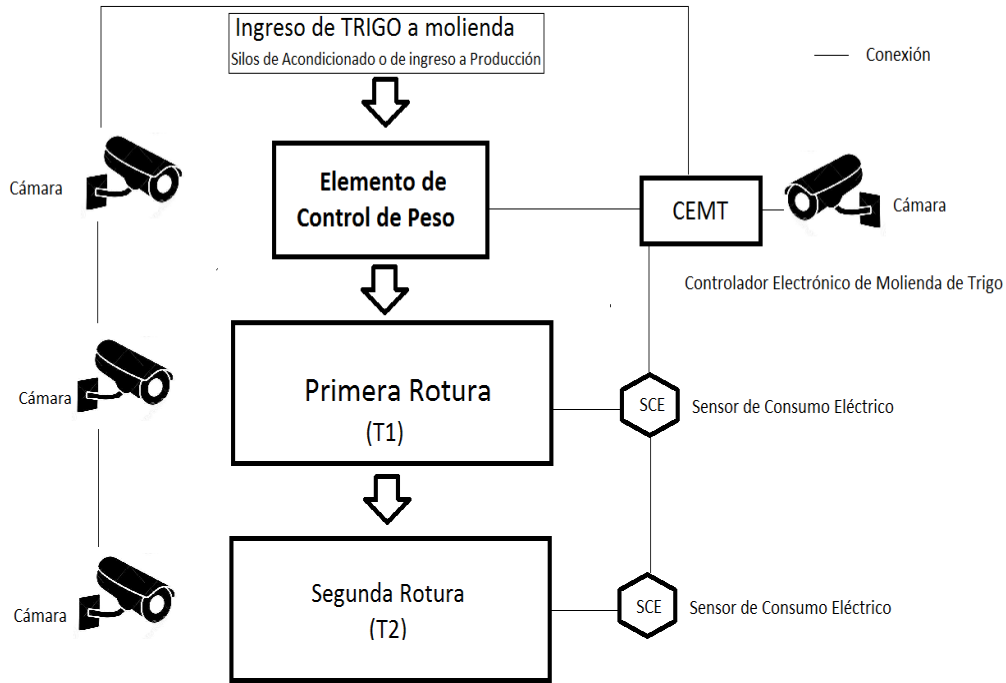 Ingreso de TRIGO a molienda
Silos de Acondicionado o de ingreso a Producción
Conexión
Cámara
Elemento de
Control de Peso
CEMT
Cámara
Controlador Electrónico de Molienda de Trigo
Cámara
Primera Rotura
(T1)
SCE
Sensor de Consumo Eléctrico
Cámara
Segunda Rotura
(T2)
SCE
Sensor de Consumo Eléctrico